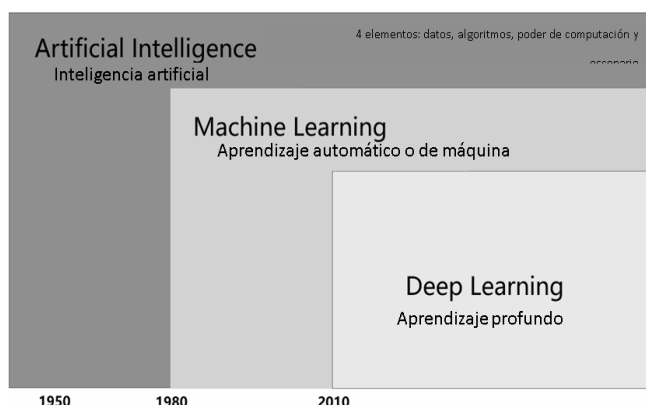 Artificial Intelligence
4 elementos: datos, algoritmos, poder de computación y
Inteligencia artificial
Machine Learning
Aprendizaje automático o de máquina
Deep Learning
Aprendizaje profundo
1950 1980 2010